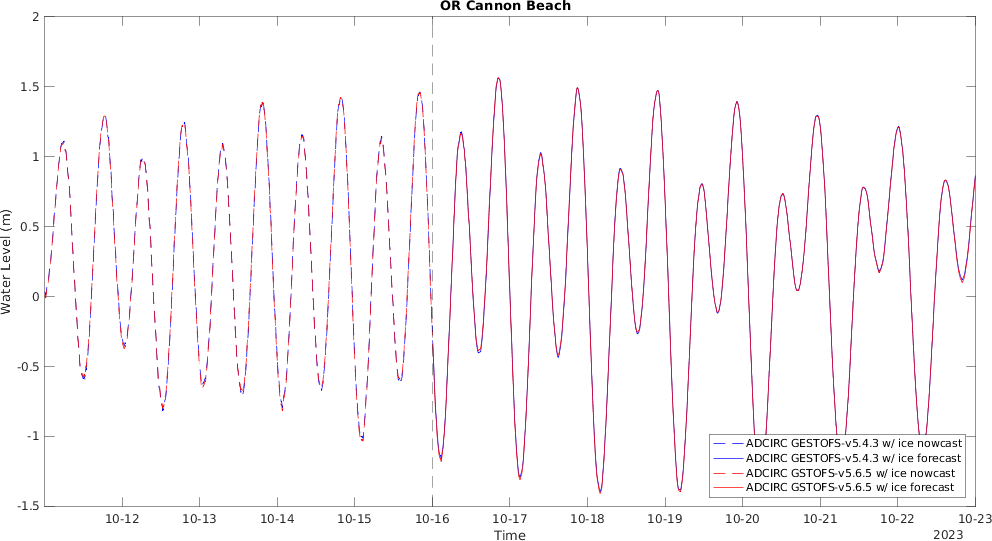 OR Cannon Beach
2
1.5
1
0.5
0
-0.5
-1
-1.5
Water Level (m)
ADCIRC GESTOFS-v5.4.3 w/ ice nowcast
ADCIRC GESTOFS-v5.4.3 w/ ice forecast
ADCIRC GSTOFS-v5.6.5 w/ ice nowcast
ADCIRC GSTOFS-v5.6.5 w/ ice forecast
10-12 10-13 10-14 10-15 10-16 10-17 10-18 10-19 10-20 10-21 10-22 10-23
Time
2023